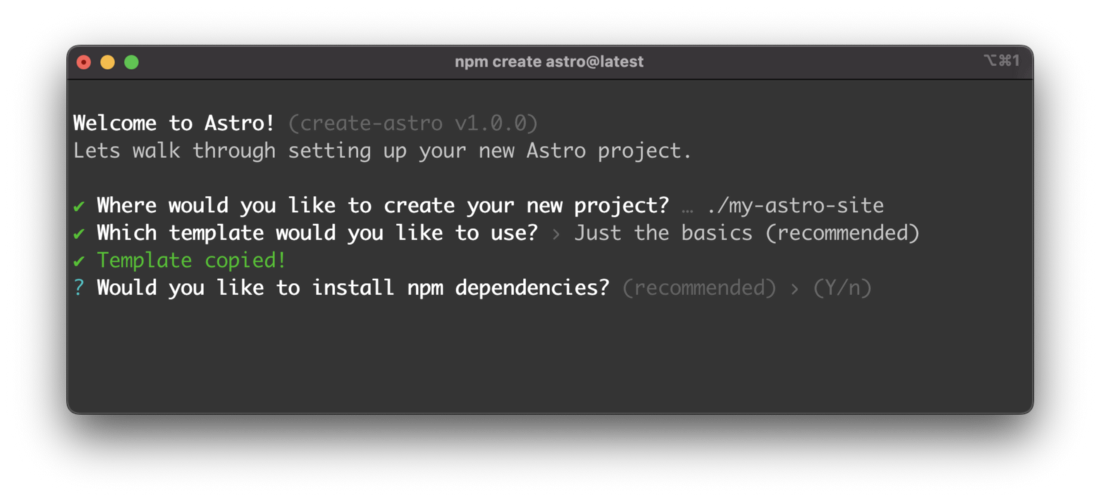 npm create astro@latest
⌥⌘1
Welcome to Astro! (create-astro v1.0.0)
Lets walk through setting up your new Astro project.
✔ Where would you like to create your new project? … ./my-astro-site
✔ Which template would you like to use? › Just the basics (recommended)
✔ Template copied!
? Would you like to install npm dependencies? (recommended) › (Y/n)